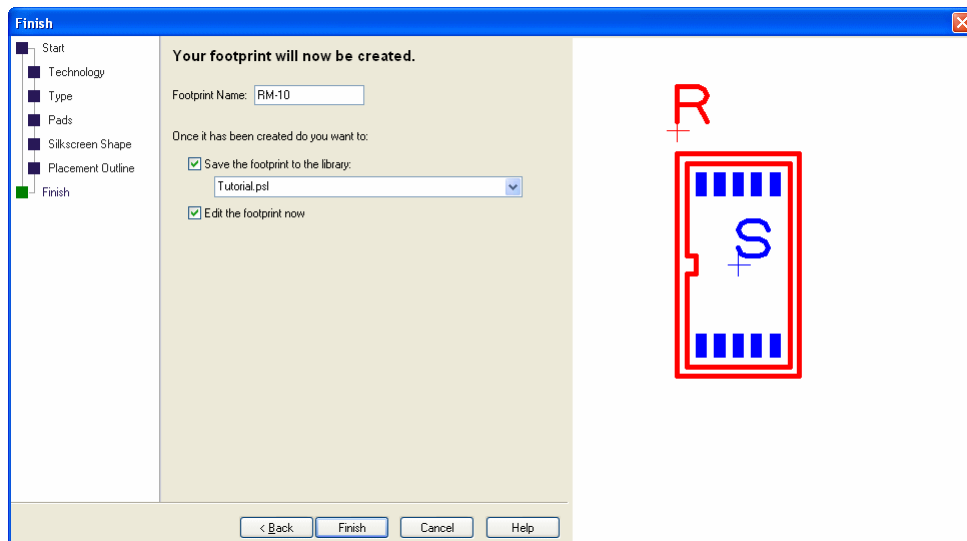 Finish
Start
Technology
Type
Pads
Silkscreen Shape
Placement Outline
Finish
Your footprint will now be created.
Footprint Name: RM-10
Once it has been created do you want to:
Save the footprint to the library:
Tutorial.psl
Edit the footprint now
R
S
< Back Finish Cancel Help